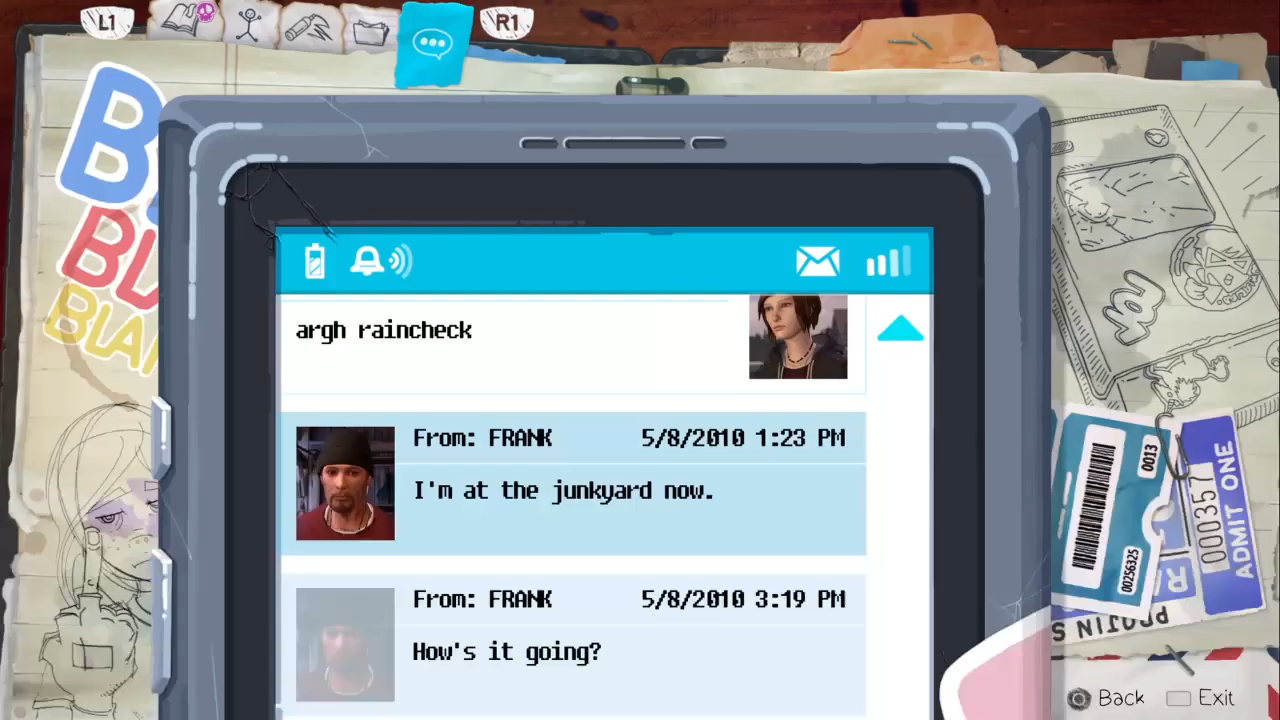 L1
R1
argh raincheck
From: FRANK 5/8/2010 1:23 PM
I'm at the junkyard now.
From: FRANK 5/8/2010 3:19 PM
How's it going?
0013
00256325
000357
ADMIT ONE
Back
Exit